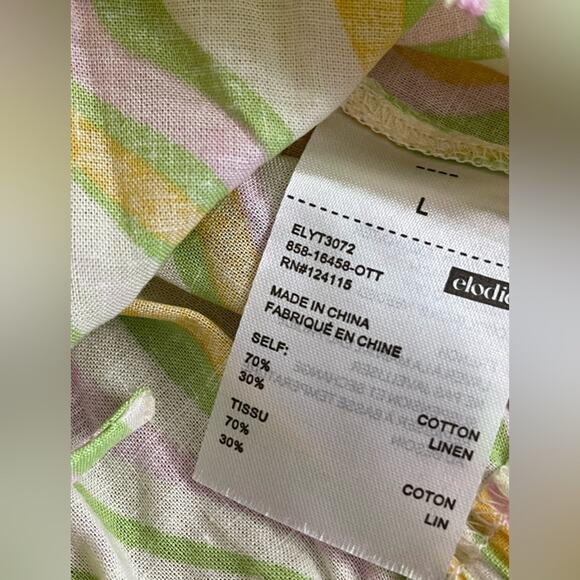 ----
L
ELYT3072
858-16458-OTT
RN#124115
elodie
MADE IN CHINA
FABRIQUÉ EN CHINE
SELF:
70% COTTON
30% LINEN
TISSU
70% COTON
30% LIN